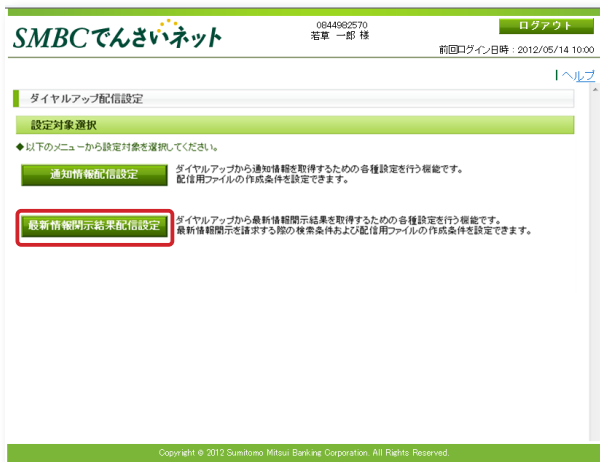 SMBCでんさいネット
0844982570
若草 一郎 様
ログアウト
前回ログイン日時：2012/05/14 10:00
ヘルプ
ダイヤルアップ配信設定
設定対象選択
◆以下のメニューから設定対象を選択してください。
通知情報配信設定
ダイヤルアップから通知情報を取得するための各種設定を行う機能です。
配信用ファイルの作成条件を設定できます。
最新情報開示結果配信設定
ダイヤルアップから最新情報開示結果を取得するための各種設定を行う機能です。
最新情報開示を請求する際の検索条件および配信用ファイルの作成条件を設定できます。
Copyright © 2012 Sumitomo Mitsui Banking Corporation. All Rights Reserved.